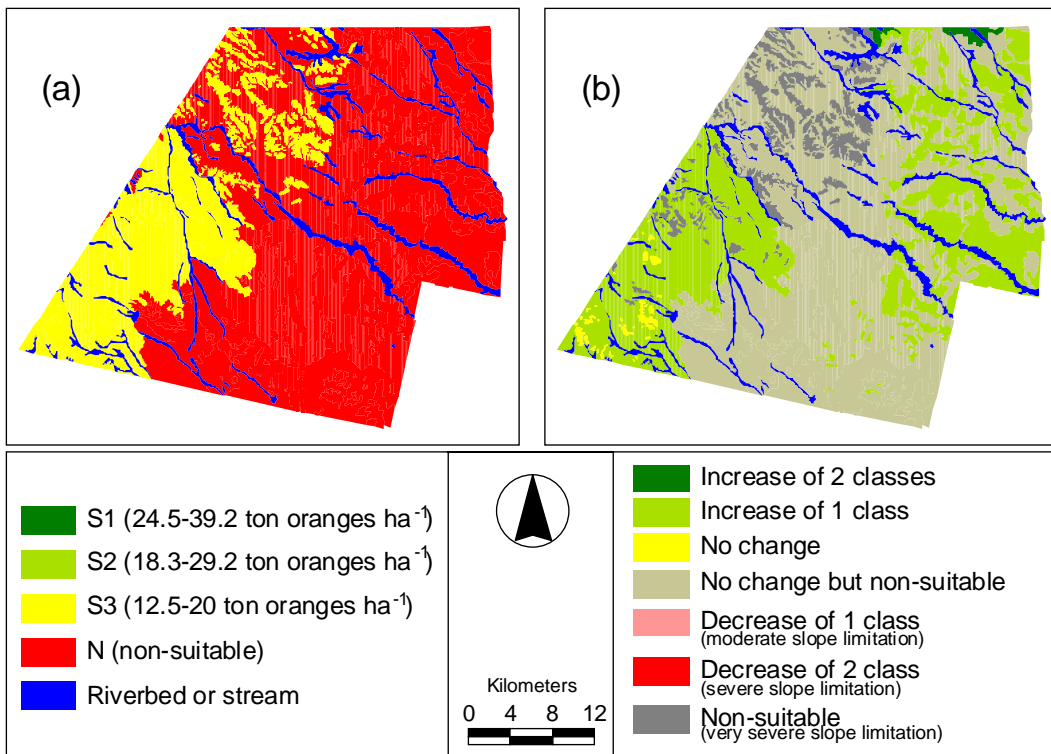 (a)
(b)
S1 (24.5-39.2 ton oranges ha⁻¹)
S2 (18.3-29.2 ton oranges ha⁻¹)
S3 (12.5-20 ton oranges ha⁻¹)
N (non-suitable)
Riverbed or stream
Kilometers
0 4 8 12
Increase of 2 classes
Increase of 1 class
No change
No change but non-suitable
Decrease of 1 class
(moderate slope limitation)
Decrease of 2 class
(severe slope limitation)
Non-suitable
(very severe slope limitation)